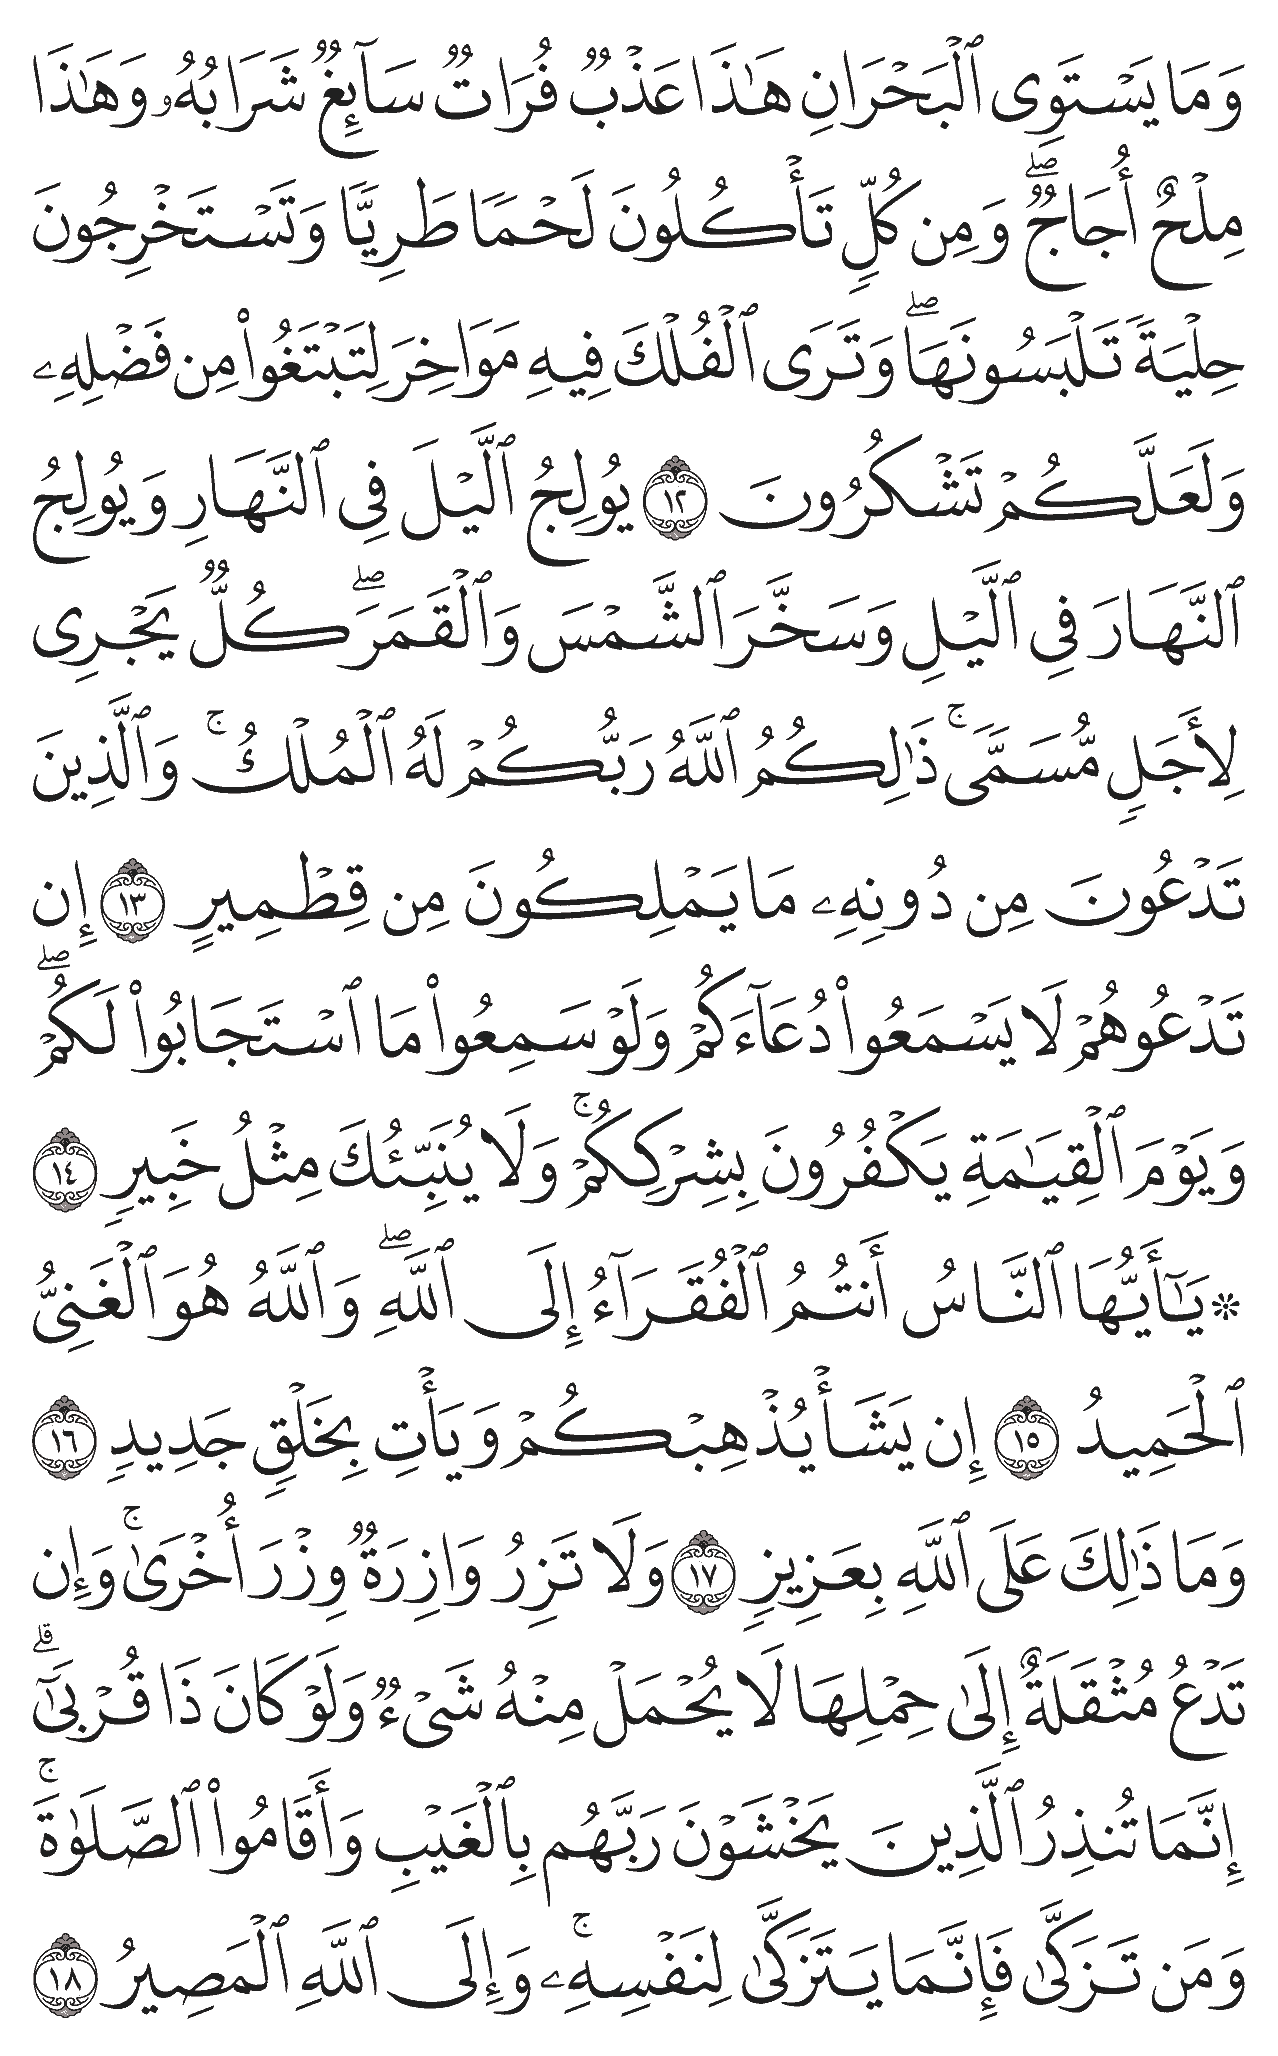 وَمَا يَسْتَوِى ٱلْبَحْرَانِ هَٰذَا عَذْبٌ فُرَاتٌ سَآئِغٌ شَرَابُهُۥ وَهَٰذَا
مِلْحٌ أُجَاجٌ ۖ وَمِن كُلٍّ تَأْكُلُونَ لَحْمًا طَرِيًّا وَتَسْتَخْرِجُونَ
حِلْيَةً تَلْبَسُونَهَا ۖ وَتَرَى ٱلْفُلْكَ فِيهِ مَوَاخِرَ لِتَبْتَغُوا۟ مِن فَضْلِهِۦ
وَلَعَلَّكُمْ تَشْكُرُونَ ١٢ يُولِجُ ٱلَّيْلَ فِى ٱلنَّهَارِ وَيُولِجُ
ٱلنَّهَارَ فِى ٱلَّيْلِ وَسَخَّرَ ٱلشَّمْسَ وَٱلْقَمَرَ ۖ كُلٌّ يَجْرِى
لِأَجَلٍ مُّسَمًّى ۚ ذَٰلِكُمُ ٱللَّهُ رَبُّكُمْ لَهُ ٱلْمُلْكُ ۚ وَٱلَّذِينَ
تَدْعُونَ مِن دُونِهِۦ مَا يَمْلِكُونَ مِن قِطْمِيرٍ ١٣ إِن
تَدْعُوهُمْ لَا يَسْمَعُوا۟ دُعَآءَكُمْ وَلَوْ سَمِعُوا۟ مَا ٱسْتَجَابُوا۟ لَكُمْ ۖ
وَيَوْمَ ٱلْقِيَٰمَةِ يَكْفُرُونَ بِشِرْكِكُمْ ۚ وَلَا يُنَبِّئُكَ مِثْلُ خَبِيرٍ ١٤
۞ يَٰٓأَيُّهَا ٱلنَّاسُ أَنتُمُ ٱلْفُقَرَآءُ إِلَى ٱللَّهِ ۖ وَٱللَّهُ هُوَ ٱلْغَنِىُّ
ٱلْحَمِيدُ ١٥ إِن يَشَأْ يُذْهِبْكُمْ وَيَأْتِ بِخَلْقٍ جَدِيدٍ ١٦
وَمَا ذَٰلِكَ عَلَى ٱللَّهِ بِعَزِيزٍ ١٧ وَلَا تَزِرُ وَازِرَةٌ وِزْرَ أُخْرَىٰ ۚ وَإِن
تَدْعُ مُثْقَلَةٌ إِلَىٰ حِمْلِهَا لَا يُحْمَلْ مِنْهُ شَىْءٌ وَلَوْ كَانَ ذَا قُرْبَىٰٓ ۗ
إِنَّمَا تُنذِرُ ٱلَّذِينَ يَخْشَوْنَ رَبَّهُم بِٱلْغَيْبِ وَأَقَامُوا۟ ٱلصَّلَوٰةَ ۚ
وَمَن تَزَكَّىٰ فَإِنَّمَا يَتَزَكَّىٰ لِنَفْسِهِۦ ۚ وَإِلَى ٱللَّهِ ٱلْمَصِيرُ ١٨